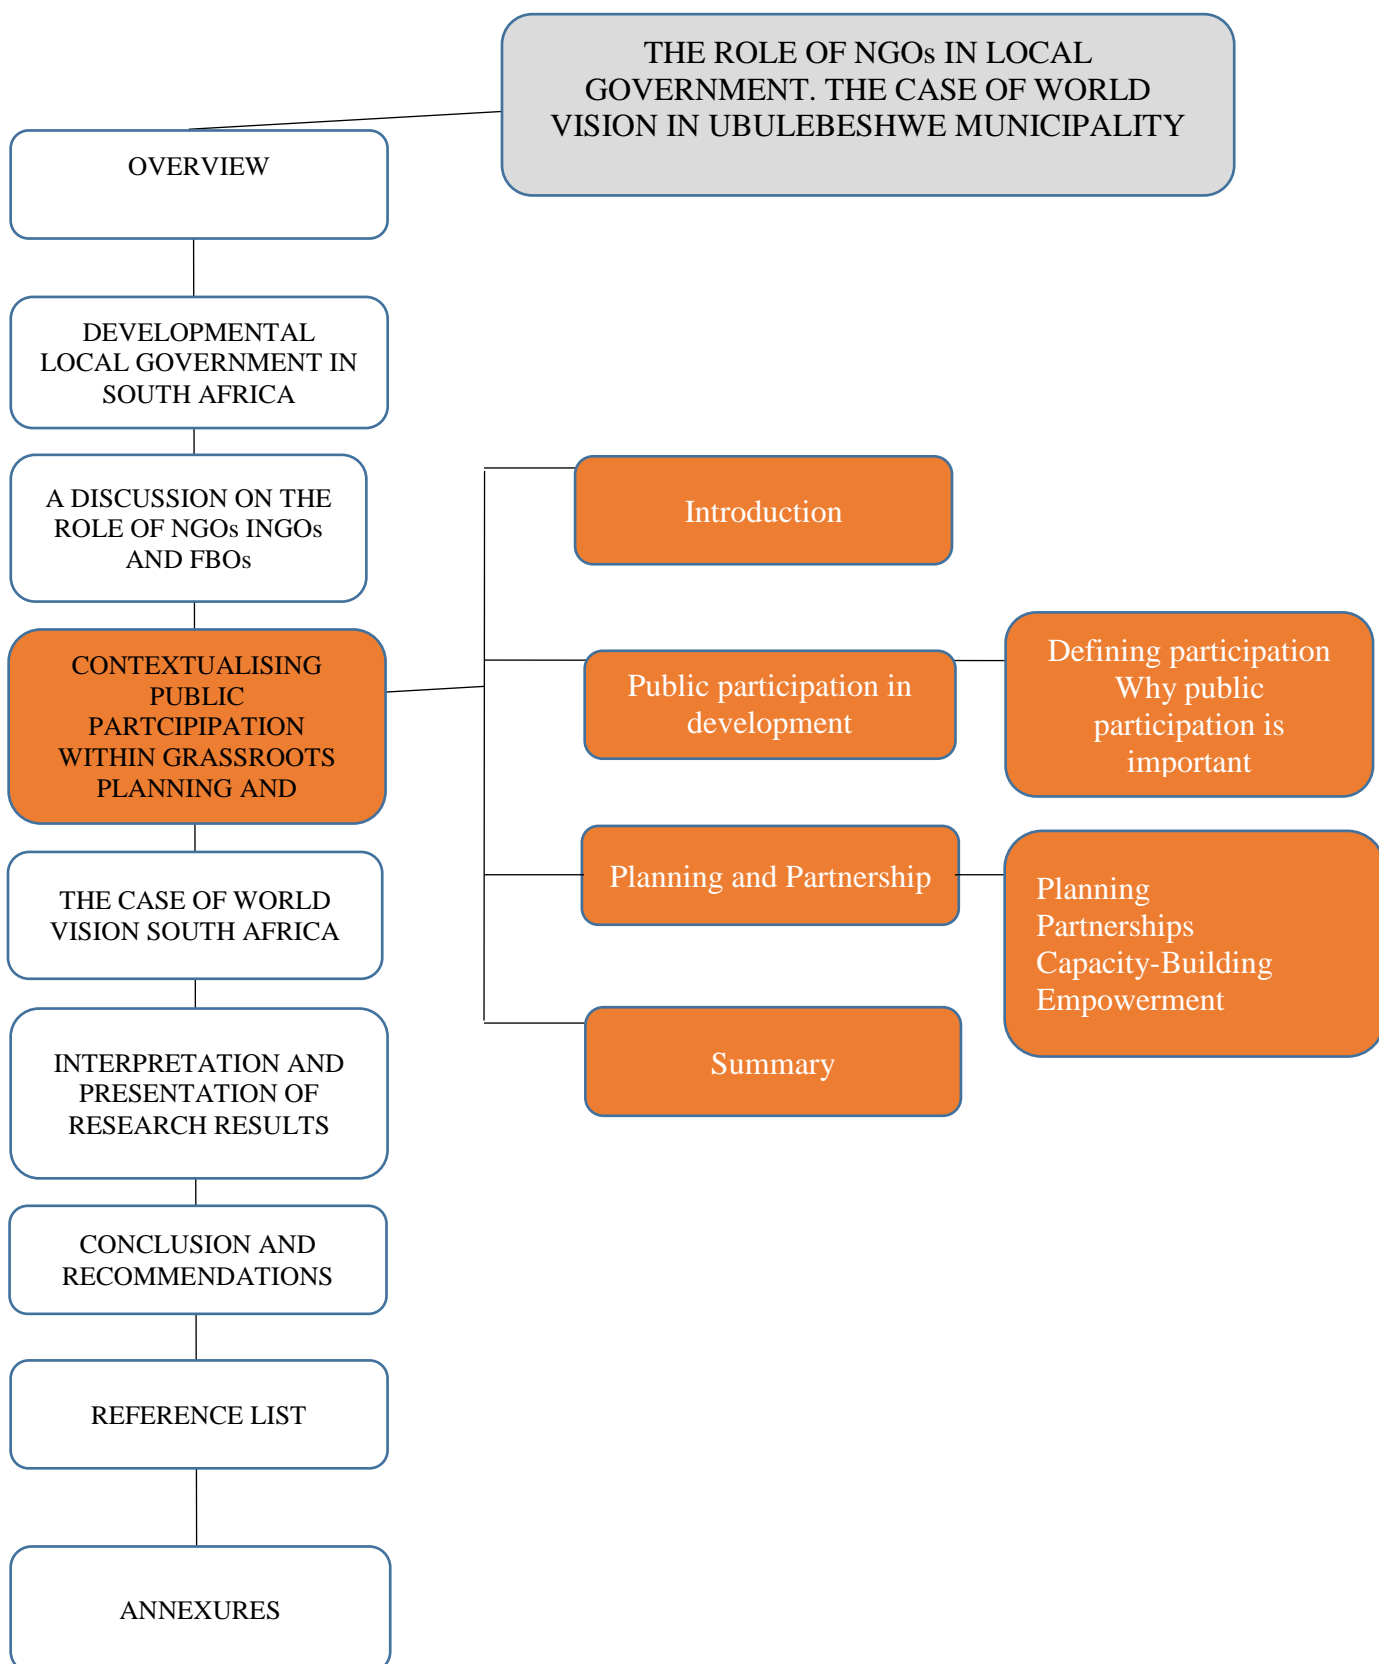 THE ROLE OF NGOs IN LOCAL
GOVERNMENT. THE CASE OF WORLD
VISION IN UBULEBESHWE MUNICIPALITY
OVERVIEW
DEVELOPMENTAL
LOCAL GOVERNMENT IN
SOUTH AFRICA
A DISCUSSION ON THE
ROLE OF NGOs INGOs
AND FBOs
CONTEXTUALISING
PUBLIC
PARTCIPIPATION
WITHIN GRASSROOTS
PLANNING AND
Introduction
Public participation in
development
Defining participation
Why public
participation is
important
Planning and Partnership
Planning
Partnerships
Capacity-Building
Empowerment
Summary
THE CASE OF WORLD
VISION SOUTH AFRICA
INTERPRETATION AND
PRESENTATION OF
RESEARCH RESULTS
CONCLUSION AND
RECOMMENDATIONS
REFERENCE LIST
ANNEXURES